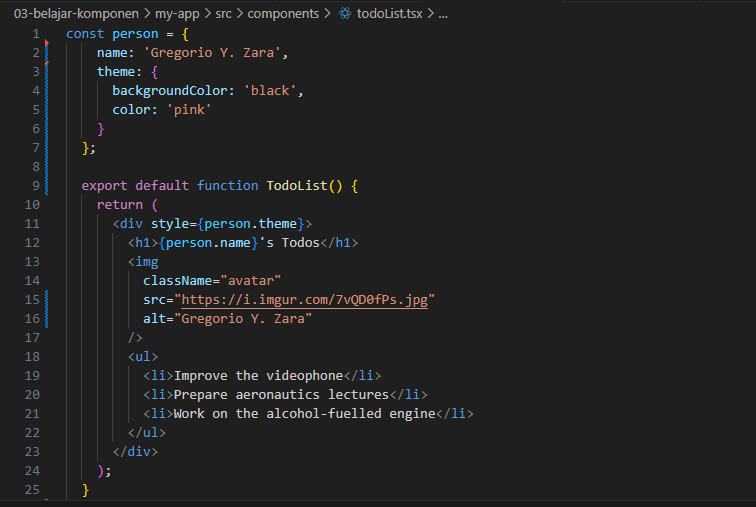 03-belajar-komponen > my-app > src > components > todoList.tsx > ...
1 const person = {
2 name: 'Gregorio Y. Zara',
3 theme: {
4 backgroundColor: 'black',
5 color: 'pink'
6 }
7 };
8
9 export default function TodoList() {
10 return (
11 <div style={person.theme}>
12 <h1>{person.name}'s Todos</h1>
13 <img
14 className="avatar"
15 src="https://i.imgur.com/7vQD0fPs.jpg"
16 alt="Gregorio Y. Zara"
17 />
18 <ul>
19 <li>Improve the videophone</li>
20 <li>Prepare aeronautics lectures</li>
21 <li>Work on the alcohol-fuelled engine</li>
22 </ul>
23 </div>
24 );
25 }